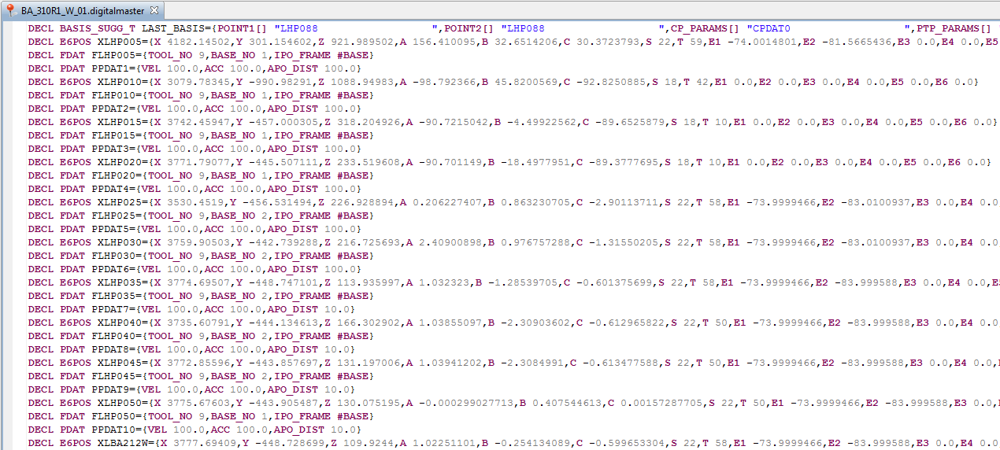 BA_310R1_W_01.digitalmaster
DECL BASIS_SUGG_T LAST_BASIS={POINT1[] "LHP088                  ",POINT2[] "LHP088                  ",CP_PARAMS[] "CPDAT0                  ",PTP_PARAMS[] "
DECL E6POS XLHP005={X 4182.14502,Y 301.154602,Z 921.989502,A 156.410095,B 32.6514206,C 30.3723793,S 22,T 59,E1 -74.0014801,E2 -81.5665436,E3 0.0,E4 0.0,E5
DECL FDAT FLHP005={TOOL_NO 9,BASE_NO 1,IPO_FRAME #BASE}
DECL PDAT PPDAT1={VEL 100.0,ACC 100.0,APO_DIST 100.0}
DECL E6POS XLHP010={X 3079.78345,Y -990.98291,Z 1088.94983,A -98.792366,B 45.8200569,C -92.8250885,S 18,T 42,E1 0.0,E2 0.0,E3 0.0,E4 0.0,E5 0.0,E6 0.0}
DECL FDAT FLHP010={TOOL_NO 9,BASE_NO 1,IPO_FRAME #BASE}
DECL PDAT PPDAT2={VEL 100.0,ACC 100.0,APO_DIST 100.0}
DECL E6POS XLHP015={X 3742.45947,Y -457.000305,Z 318.204926,A -90.7215042,B -4.49922562,C -89.6525879,S 18,T 10,E1 0.0,E2 0.0,E3 0.0,E4 0.0,E5 0.0,E6 0.0}
DECL FDAT FLHP015={TOOL_NO 9,BASE_NO 1,IPO_FRAME #BASE}
DECL PDAT PPDAT3={VEL 100.0,ACC 100.0,APO_DIST 100.0}
DECL E6POS XLHP020={X 3771.79077,Y -445.507111,Z 233.519608,A -90.701149,B -18.4977951,C -89.3777695,S 18,T 10,E1 0.0,E2 0.0,E3 0.0,E4 0.0,E5 0.0,E6 0.0}
DECL FDAT FLHP020={TOOL_NO 9,BASE_NO 1,IPO_FRAME #BASE}
DECL PDAT PPDAT4={VEL 100.0,ACC 100.0,APO_DIST 100.0}
DECL E6POS XLHP025={X 3530.4519,Y -456.531494,Z 226.928894,A 0.206227407,B 0.863230705,C -2.90113711,S 22,T 58,E1 -73.9999466,E2 -83.0100937,E3 0.0,E4 0.0
DECL FDAT FLHP025={TOOL_NO 9,BASE_NO 2,IPO_FRAME #BASE}
DECL PDAT PPDAT5={VEL 100.0,ACC 100.0,APO_DIST 100.0}
DECL E6POS XLHP030={X 3759.90503,Y -442.739288,Z 216.725693,A 2.40900898,B 0.976757288,C -1.31550205,S 22,T 58,E1 -73.9999466,E2 -83.0100937,E3 0.0,E4 0.0
DECL FDAT FLHP030={TOOL_NO 9,BASE_NO 2,IPO_FRAME #BASE}
DECL PDAT PPDAT6={VEL 100.0,ACC 100.0,APO_DIST 100.0}
DECL E6POS XLHP035={X 3774.69507,Y -448.747101,Z 113.935997,A 1.032323,B -1.28539705,C -0.601375699,S 22,T 58,E1 -73.9999466,E2 -83.999588,E3 0.0,E4 0.0,E5
DECL FDAT FLHP035={TOOL_NO 9,BASE_NO 2,IPO_FRAME #BASE}
DECL PDAT PPDAT7={VEL 100.0,ACC 100.0,APO_DIST 10.0}
DECL E6POS XLHP040={X 3735.60791,Y -444.134613,Z 166.302902,A 1.03855097,B -2.30903602,C -0.612965822,S 22,T 50,E1 -73.9999466,E2 -83.999588,E3 0.0,E4 0.0,
DECL FDAT FLHP040={TOOL_NO 9,BASE_NO 2,IPO_FRAME #BASE}
DECL PDAT PPDAT8={VEL 100.0,ACC 100.0,APO_DIST 10.0}
DECL E6POS XLHP045={X 3772.85596,Y -443.857697,Z 131.197006,A 1.03941202,B -2.3084991,C -0.613477588,S 22,T 50,E1 -73.9999466,E2 -83.999588,E3 0.0,E4 0.0,
DECL FDAT FLHP045={TOOL_NO 9,BASE_NO 2,IPO_FRAME #BASE}
DECL PDAT PPDAT9={VEL 100.0,ACC 100.0,APO_DIST 10.0}
DECL E6POS XLHP050={X 3775.67603,Y -443.905487,Z 130.075195,A -0.000299027713,B 0.407544613,C 0.00157287705,S 22,T 50,E1 -73.9999466,E2 -83.999588,E3 0.0,
DECL FDAT FLHP050={TOOL_NO 9,BASE_NO 1,IPO_FRAME #BASE}
DECL PDAT PPDAT10={VEL 100.0,ACC 100.0,APO_DIST 10.0}
DECL E6POS XLBA212W={X 3777.69409,Y -448.728699,Z 109.9244,A 1.02251101,B -0.254134089,C -0.599653304,S 22,T 58,E1 -73.9999466,E2 -83.999588,E3 0.0,E4 0.0